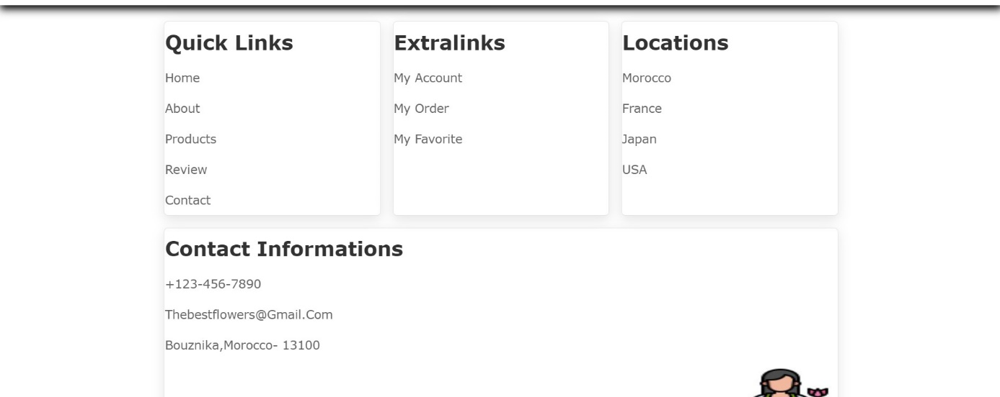 Quick Links
Home
About
Products
Review
Contact
Extralinks
My Account
My Order
My Favorite
Locations
Morocco
France
Japan
USA
Contact Informations
+123-456-7890
Thebestflowers@Gmail.Com
Bouznika,Morocco- 13100